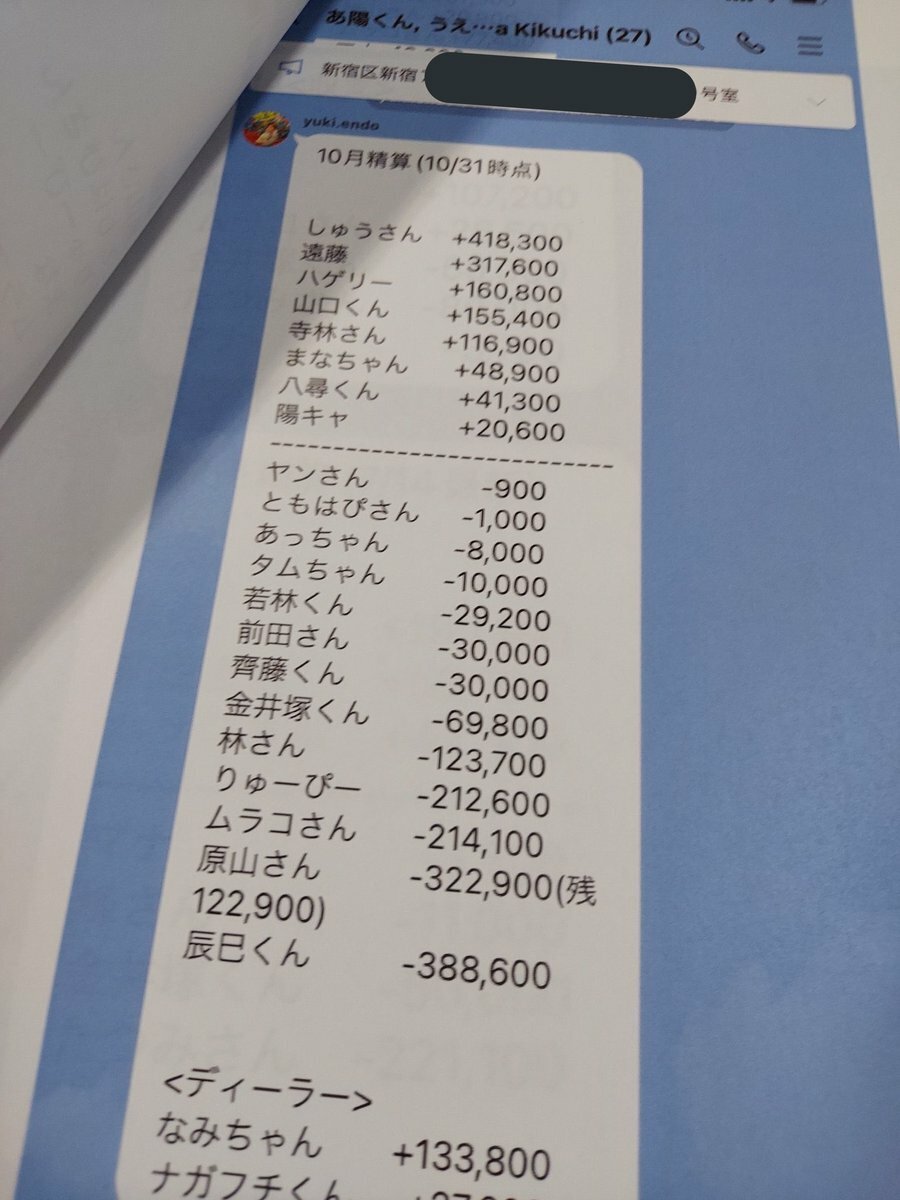 あ陽くん, うえ…a Kikuchi (27)
新宿区新宿
号室
yuki.endo
10月精算 (10/31時点)
しゅうさん +418,300
遠藤 +317,600
ハゲリー +160,800
山口くん +155,400
寺林さん +116,900
まなちゃん +48,900
八尋くん +41,300
陽キャ +20,600
---------------------------
ヤンさん -900
ともはぴさん -1,000
あっちゃん -8,000
タムちゃん -10,000
若林くん -29,200
前田さん -30,000
齊藤くん -30,000
金井塚くん -69,800
林さん -123,700
りゅーぴー -212,600
ムラコさん -214,100
原山さん -322,900(残
122,900)
辰巳くん -388,600
<ディーラー>
なみちゃん +133,800
ナガフチくん